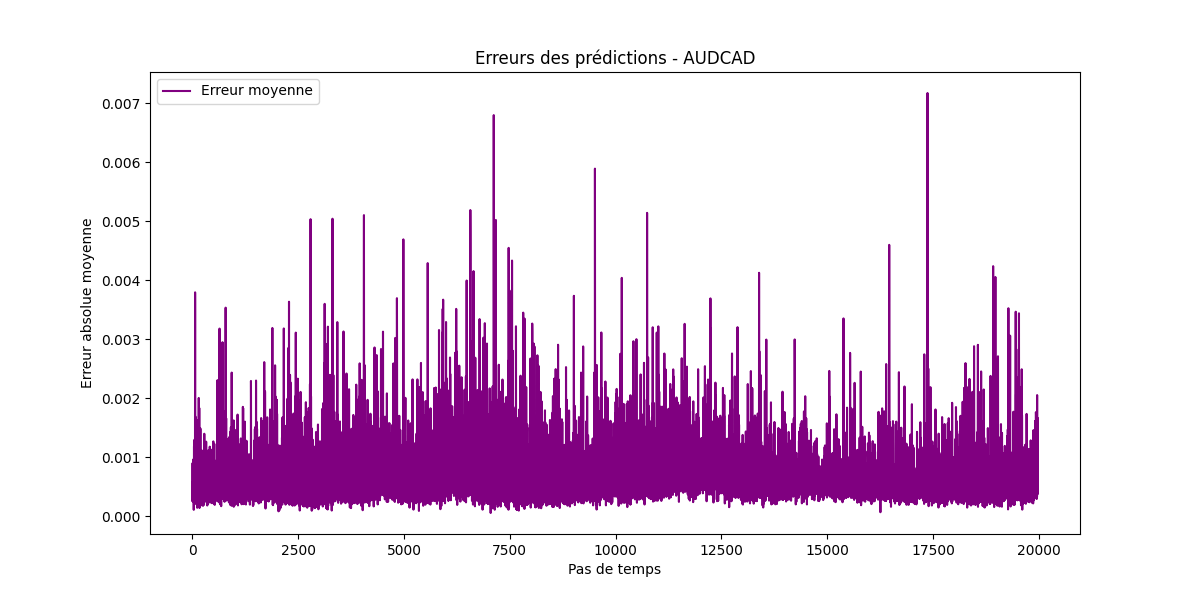 Erreurs des prédictions - AUDCAD
Erreur moyenne
0.007
0.006
0.005
0.004
0.003
0.002
0.001
0.000
Erreur absolue moyenne
0 2500 5000 7500 10000 12500 15000 17500 20000
Pas de temps